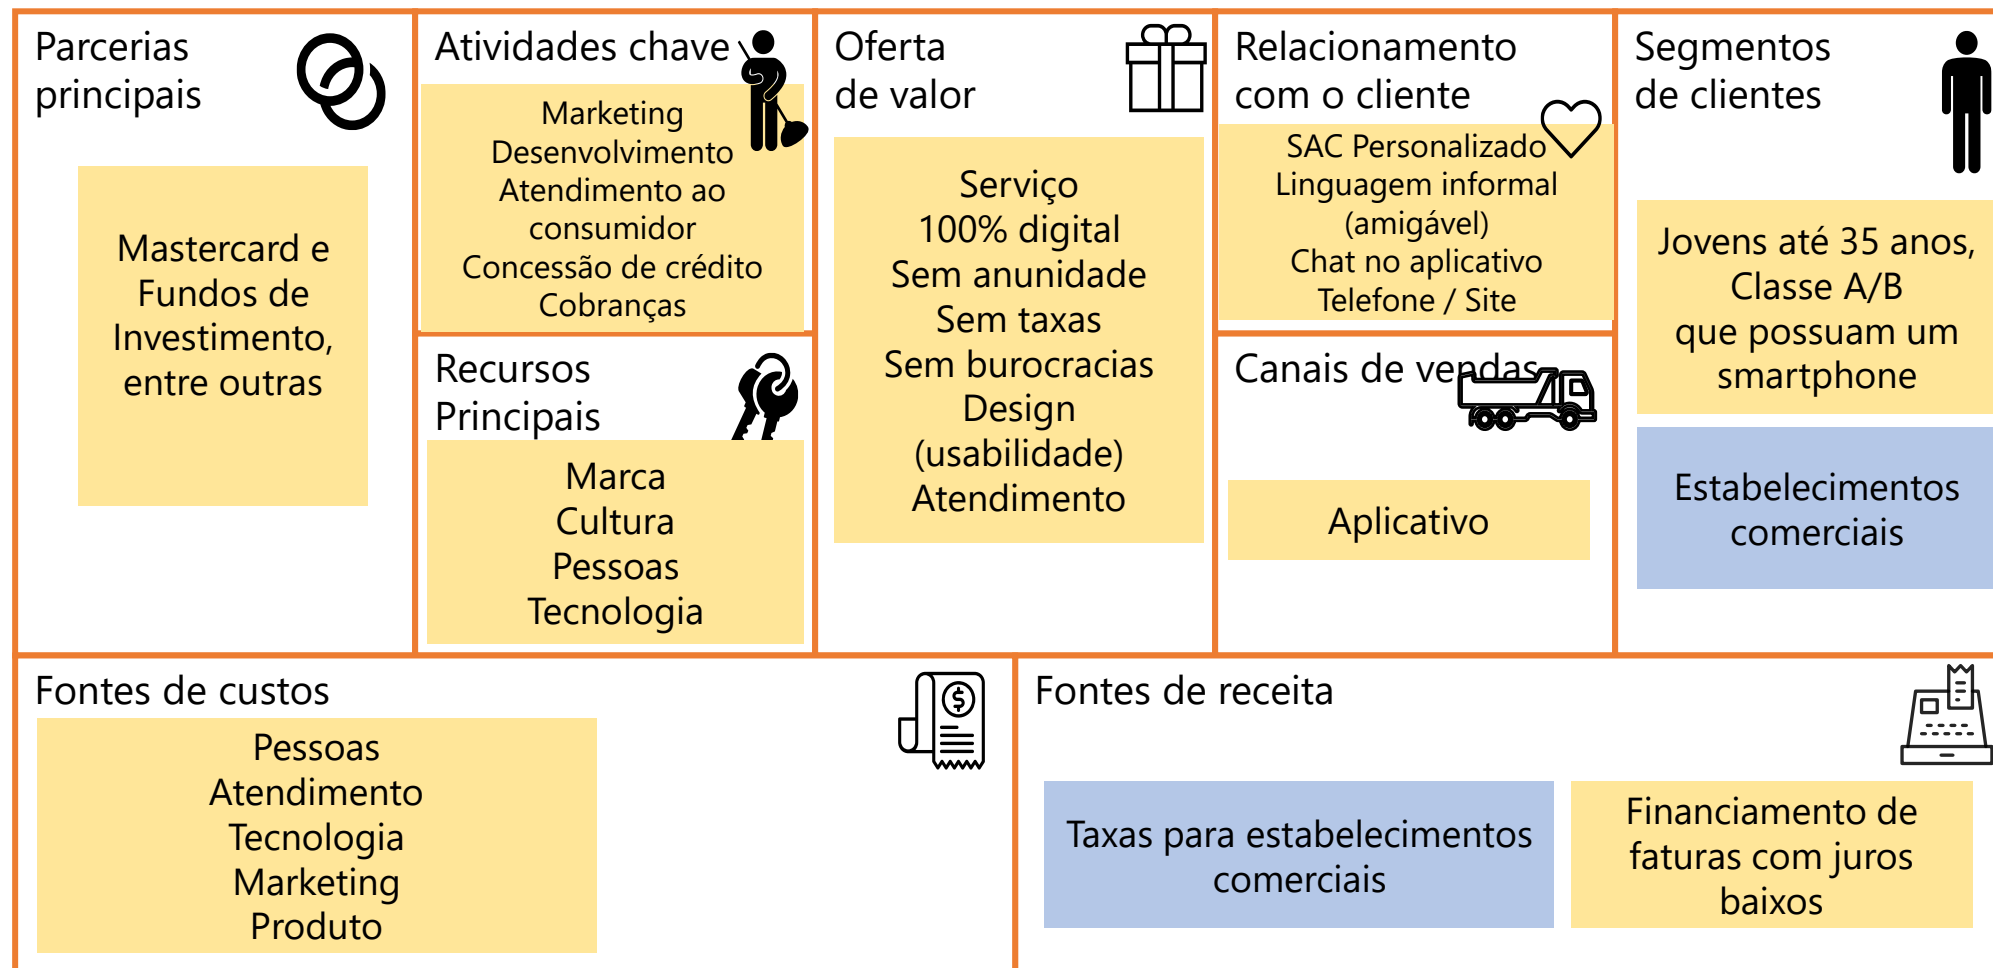 Parcerias
principais
Mastercard e
Fundos de
Investimento,
entre outras
Atividades chave
Marketing
Desenvolvimento
Atendimento ao
consumidor
Concessão de crédito
Cobranças
Recursos
Principais
Marca
Cultura
Pessoas
Tecnologia
Oferta
de valor
Serviço
100% digital
Sem anunidade
Sem taxas
Sem burocracias
Design
(usabilidade)
Atendimento
Relacionamento
com o cliente
SAC Personalizado
Linguagem informal
(amigável)
Chat no aplicativo
Telefone / Site
Canais de vendas
Aplicativo
Segmentos
de clientes
Jovens até 35 anos,
Classe A/B
que possuam um
smartphone
Estabelecimentos
comerciais
Fontes de custos
Pessoas
Atendimento
Tecnologia
Marketing
Produto
Fontes de receita
Taxas para estabelecimentos
comerciais
Financiamento de
faturas com juros
baixos